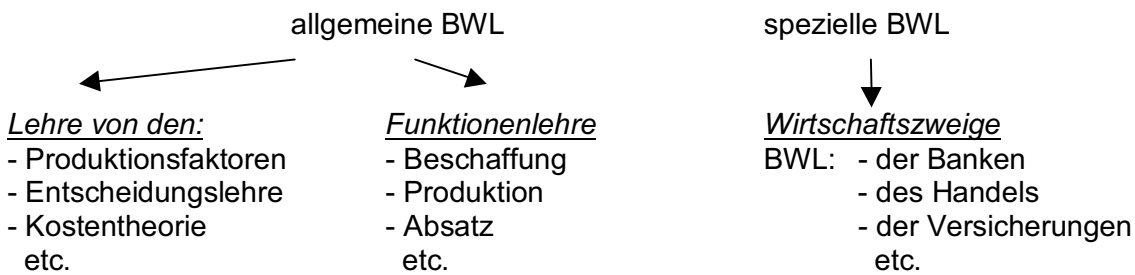 allgemeine BWL
spezielle BWL
Lehre von den:
- Produktionsfaktoren
- Entscheidungslehre
- Kostentheorie
etc.
Funktionenlehre
- Beschaffung
- Produktion
- Absatz
etc.
Wirtschaftszweige
BWL: - der Banken
- des Handels
- der Versicherungen
etc.